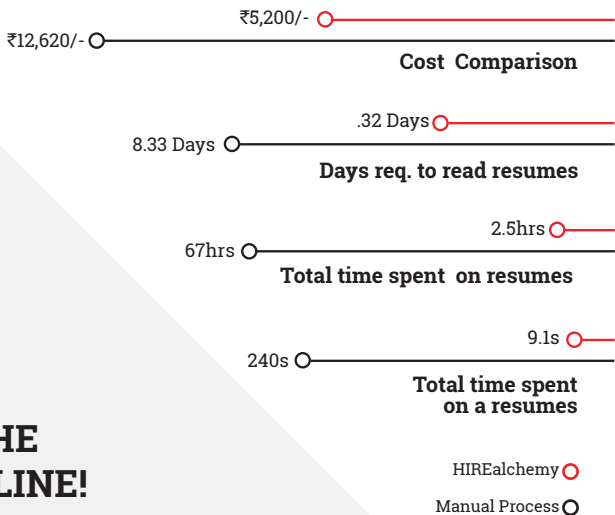 ₹5,200/-
₹12,620/-
Cost Comparison
.32 Days
8.33 Days
Days req. to read resumes
2.5hrs
67hrs
Total time spent on resumes
9.1s
240s
Total time spent
on a resumes
HE
LINE!
HIREalchemy
Manual Process